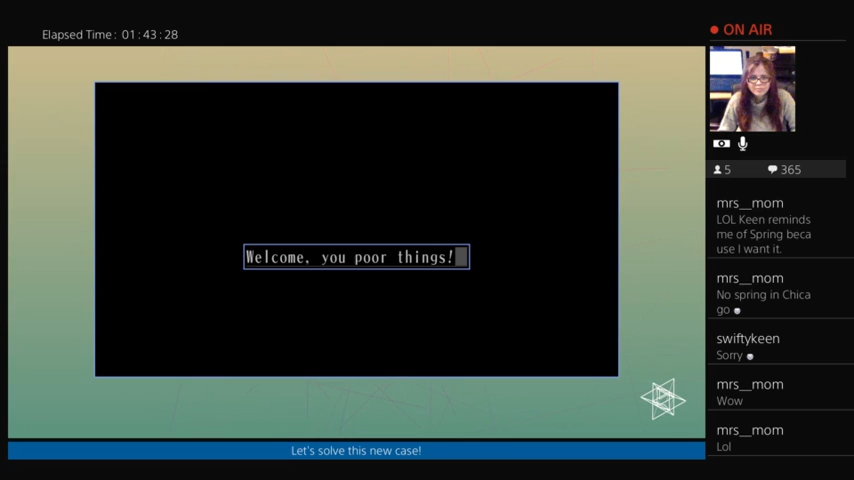 Elapsed Time: 01:43:28
ON AIR
5 365
mrs__mom
LOL Keen reminds
me of Spring beca
use I want it.
mrs__mom
No spring in Chica
go
swiftykeen
Sorry
mrs__mom
Wow
mrs__mom
Lol
Welcome, you poor things!
Let's solve this new case!